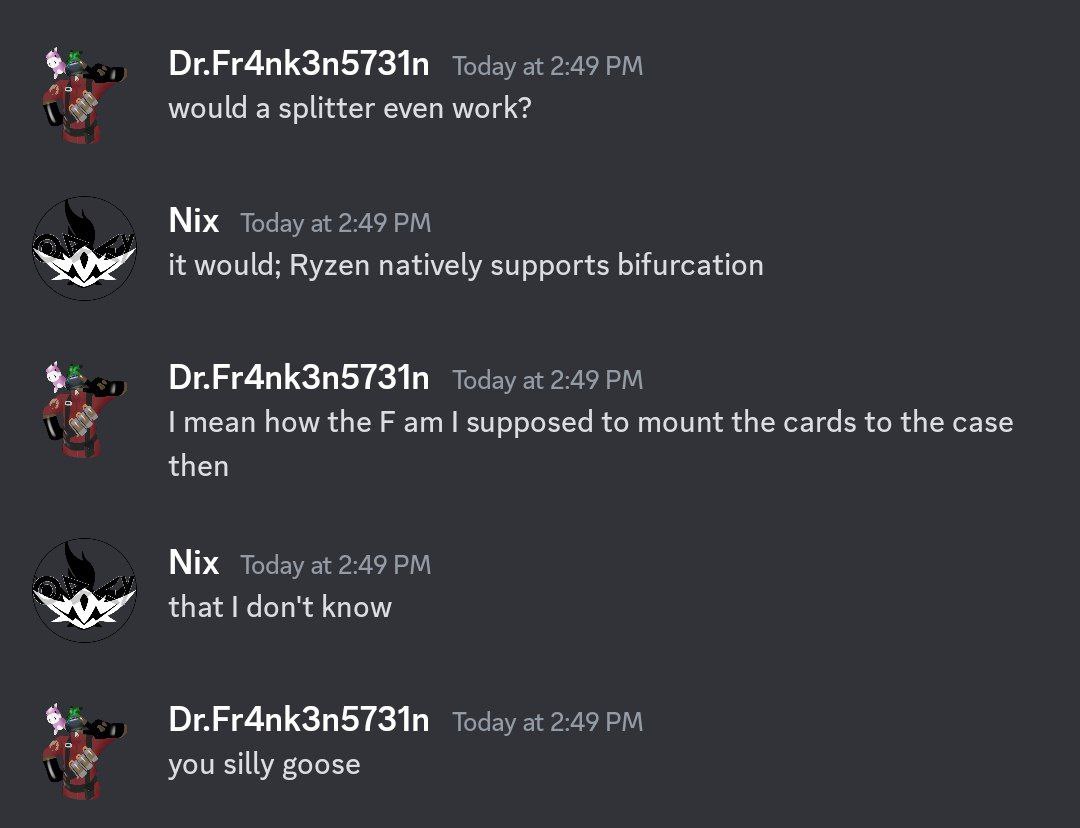 Dr.Fr4nk3n5731n Today at 2:49 PM
would a splitter even work?
Nix Today at 2:49 PM
it would; Ryzen natively supports bifurcation
Dr.Fr4nk3n5731n Today at 2:49 PM
I mean how the F am I supposed to mount the cards to the case
then
Nix Today at 2:49 PM
that I don't know
Dr.Fr4nk3n5731n Today at 2:49 PM
you silly goose